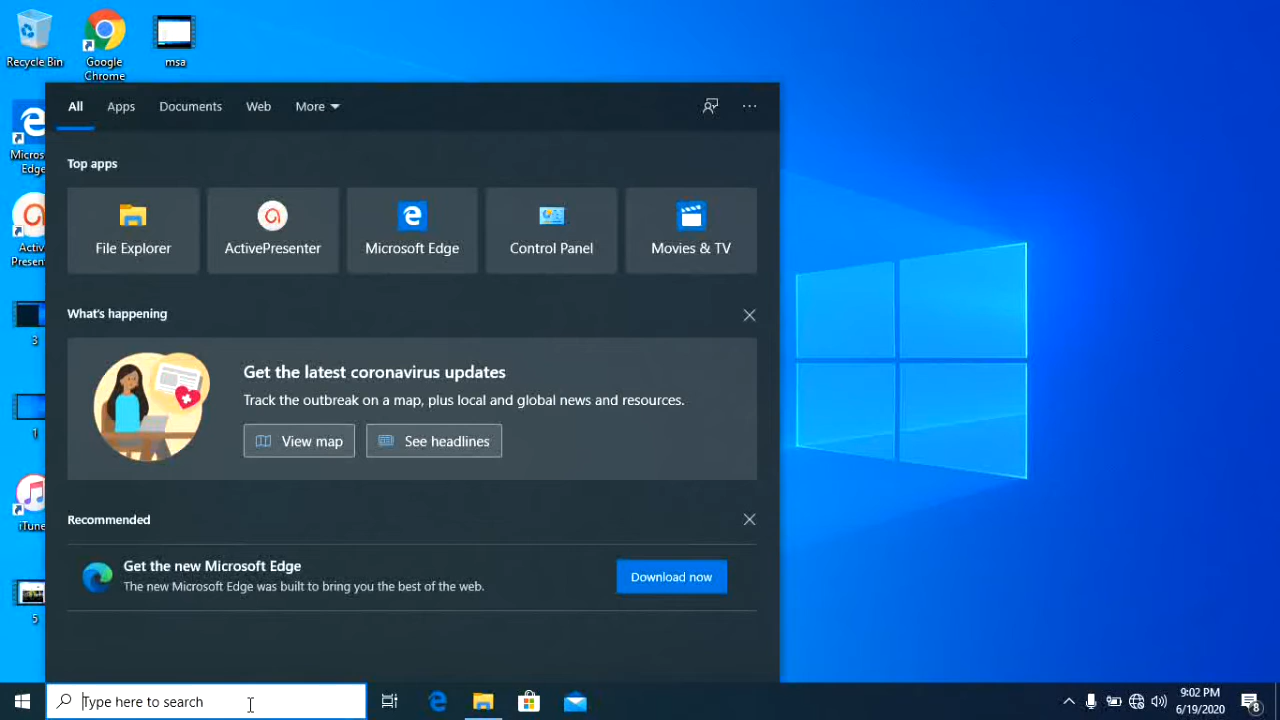 Recycle Bin
Google
Chrome
msa
Micros
Edge
Activ
Presen
3
1
iTune
5
All
Apps
Documents
Web
More
Top apps
File Explorer
ActivePresenter
Microsoft Edge
Control Panel
Movies & TV
What's happening
Get the latest coronavirus updates
Track the outbreak on a map, plus local and global news and resources.
View map
See headlines
Recommended
Get the new Microsoft Edge
The new Microsoft Edge was built to bring you the best of the web.
Download now
Type here to search
9:02 PM
6/19/2020
8